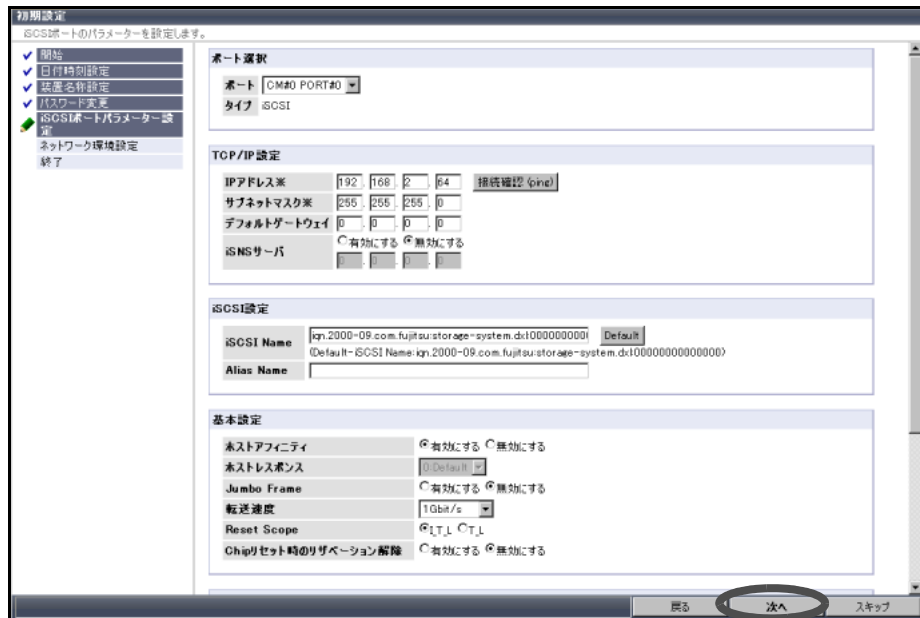 初期設定
iSCSIポートのパラメーターを設定します。
開始
日付時刻設定
装置名称設定
パスワード変更
iSCSIポートパラメーター設定
ネットワーク環境設定
終了
ポート選択
ポート CM#0 PORT#0
タイプ iSCSI
TCP/IP設定
IPアドレス※ 192 . 168 . 2 . 64 接続確認 (ping)
サブネットマスク※ 255 . 255 . 255 . 0
デフォルトゲートウェイ 0 . 0 . 0 . 0
iSNSサーバ 有効にする 無効にする
0 . 0 . 0 . 0
iSCSI設定
iSCSI Name iqn.2000-09.com.fujitsu:storage-system.dxl000000000 Default
(Default-iSCSI Name:iqn.2000-09.com.fujitsu:storage-system.dxl00000000000000)
Alias Name
基本設定
ホストアフィニティ 有効にする 無効にする
ホストレスポンス 0:Default
Jumbo Frame 有効にする 無効にする
転送速度 1Gbit/s
Reset Scope I_T_L T_L
Chipリセット時のリザベーション解除 有効にする 無効にする
戻る 次へ スキップ